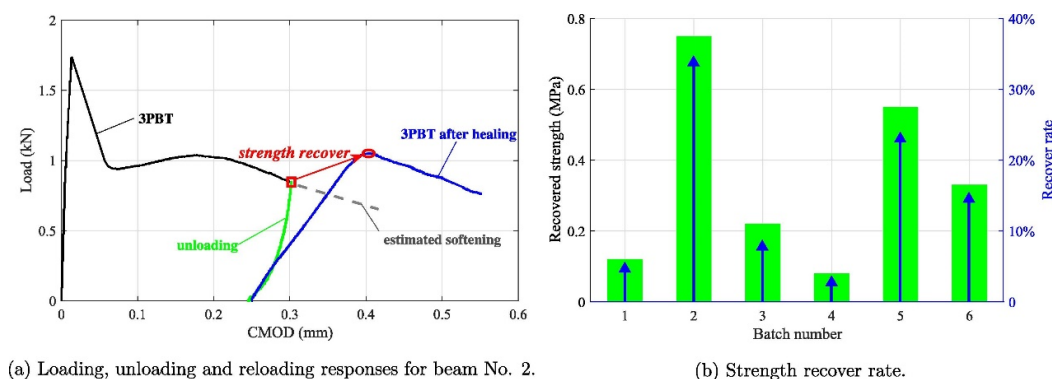 2
1.5
1
0.5
0
Load (kN)
3PBT
strength recover
3PBT after healing
unloading
estimated softening
0 0.1 0.2 0.3 0.4 0.5 0.6
CMOD (mm)
(a) Loading, unloading and reloading responses for beam No. 2.
0.8
0.6
0.4
0.2
0
Recovered strength (MPa)
40%
30%
20%
10%
0
Recover rate
1 2 3 4 5 6
Batch number
(b) Strength recover rate.